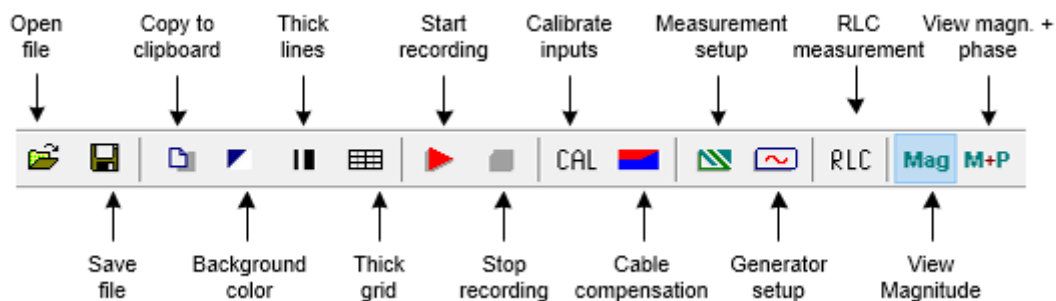 Open file
Copy to clipboard
Thick lines
Start recording
Calibrate inputs
Measurement setup
RLC measurement
View magn. + phase
CAL
RLC
Mag
M+P
Save file
Background color
Thick grid
Stop recording
Cable compensation
Generator setup
View Magnitude